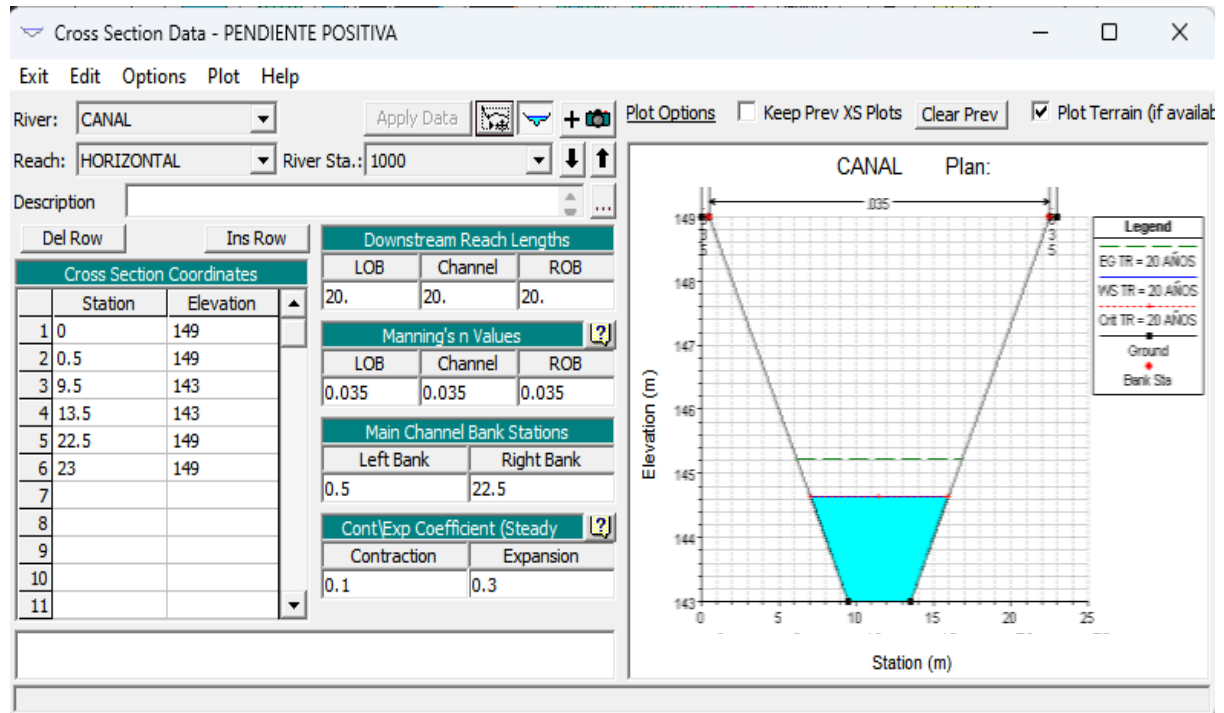 Cross Section Data - PENDIENTE POSITIVA
Exit Edit Options Plot Help
River: CANAL Apply Data + Plot Options Keep Prev XS Plots Clear Prev Plot Terrain (if availab
Reach: HORIZONTAL River Sta.: 1000
Description ...
Del Row Ins Row
Cross Section Coordinates
Station Elevation
1 0 149
2 0.5 149
3 9.5 143
4 13.5 143
5 22.5 149
6 23 149
7
8
9
10
11
Downstream Reach Lengths
LOB Channel ROB
20. 20. 20.
Manning's n Values ?
LOB Channel ROB
0.035 0.035 0.035
Main Channel Bank Stations
Left Bank Right Bank
0.5 22.5
Cont\Exp Coefficient (Steady ?
Contraction Expansion
0.1 0.3
CANAL Plan:
.035
149
148
147
146
145
144
143
Elevation (m)
0 5 10 15 20 25
Station (m)
Legend
EG TR = 20 AÑOS
WS TR = 20 AÑOS
Crit TR = 20 AÑOS
Ground
Bank Sta